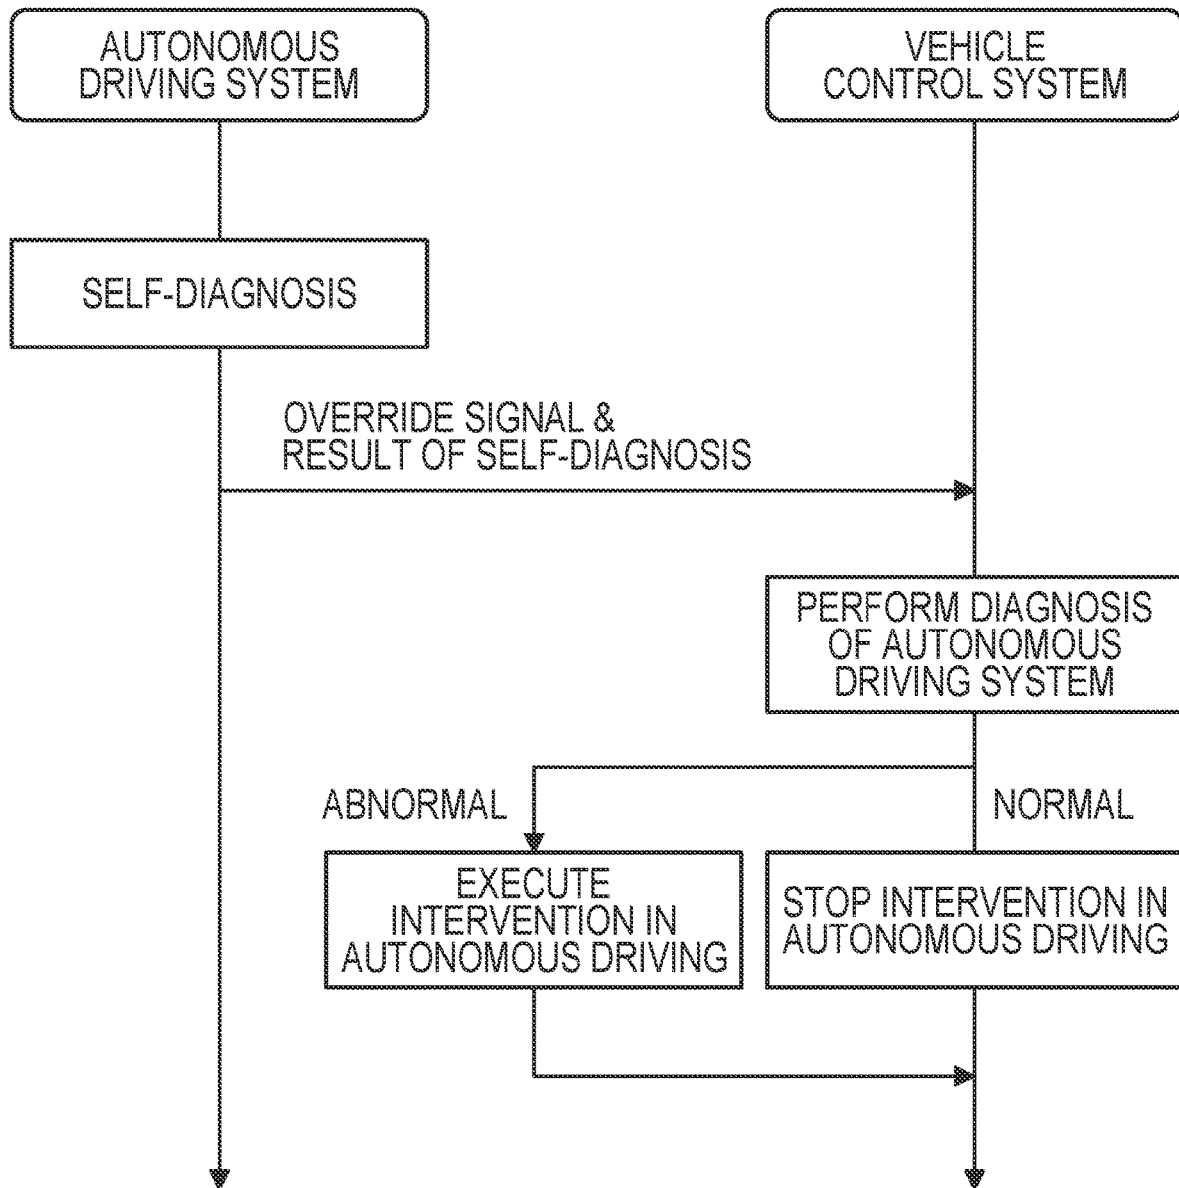 AUTONOMOUS
DRIVING SYSTEM
VEHICLE
CONTROL SYSTEM
SELF-DIAGNOSIS
OVERRIDE SIGNAL &
RESULT OF SELF-DIAGNOSIS
PERFORM DIAGNOSIS
OF AUTONOMOUS
DRIVING SYSTEM
ABNORMAL
NORMAL
EXECUTE
INTERVENTION IN
AUTONOMOUS DRIVING
STOP INTERVENTION IN
AUTONOMOUS DRIVING